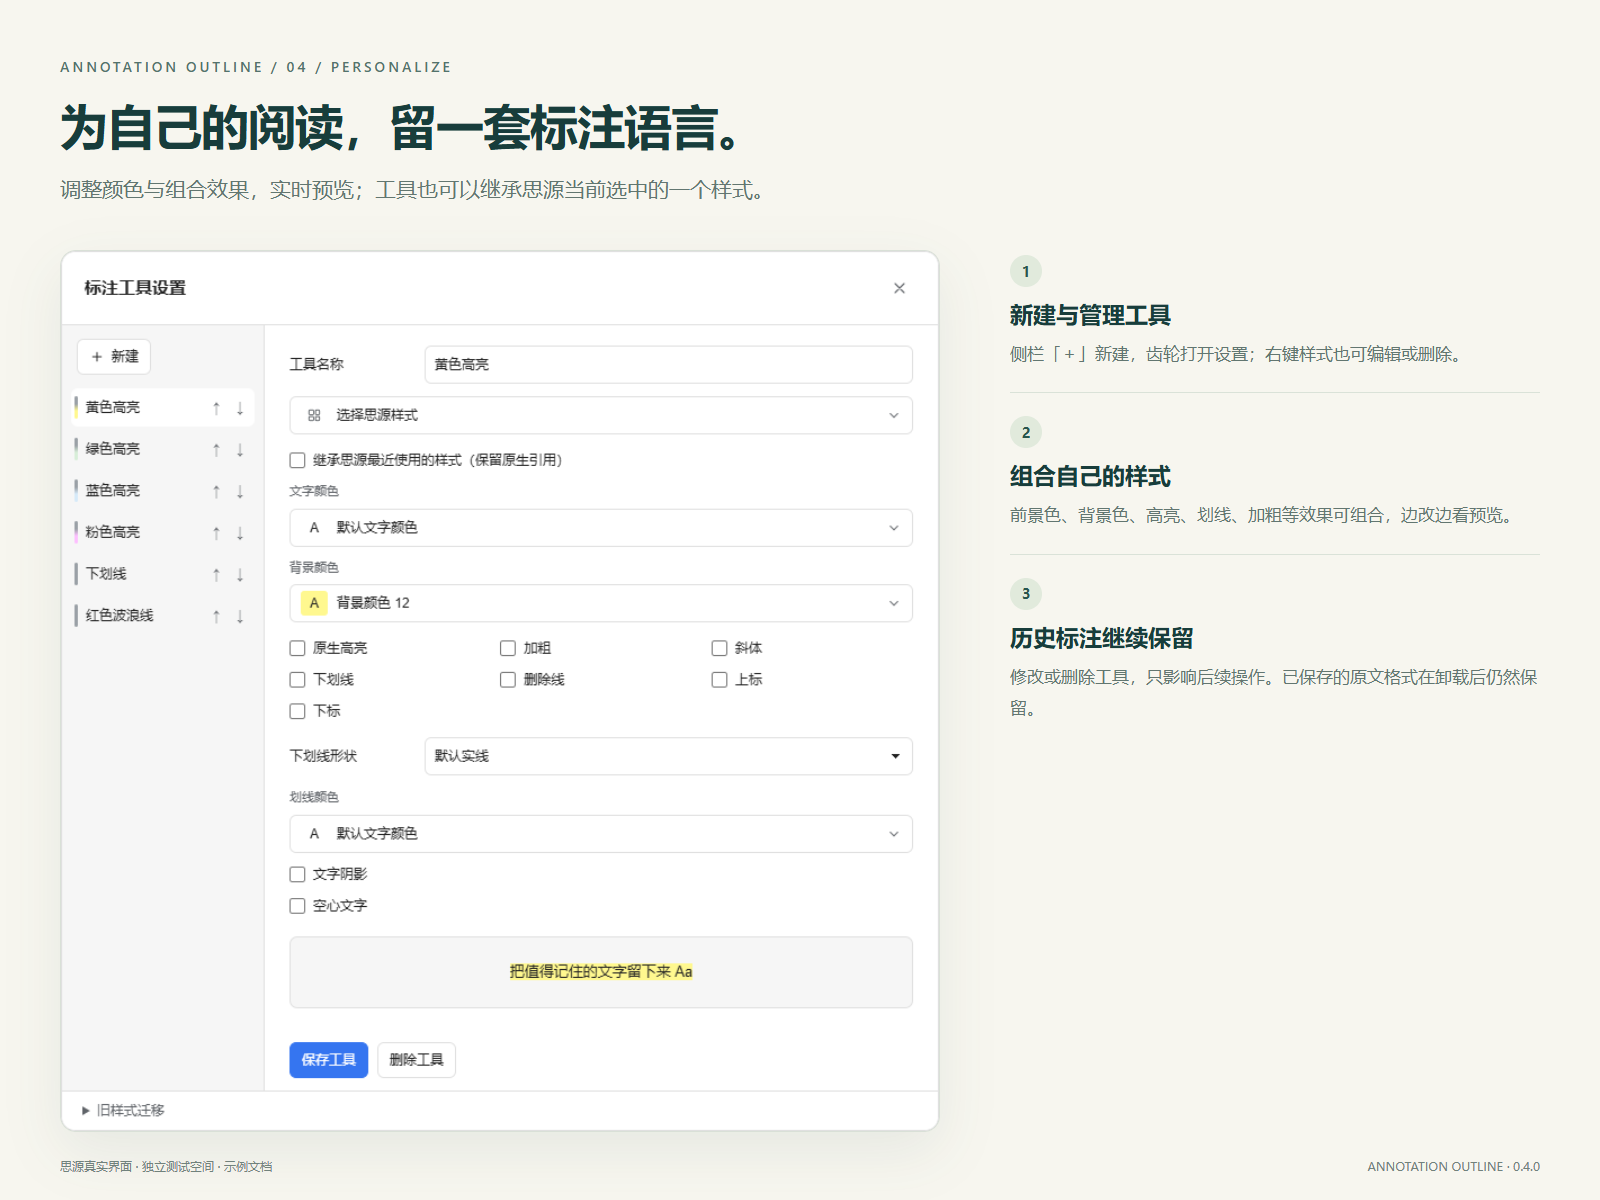 ANNOTATION OUTLINE / 04 / PERSONALIZE
为自己的阅读，留一套标注语言。
调整颜色与组合效果，实时预览；工具也可以继承思源当前选中的一个样式。
标注工具设置
+ 新建
黄色高亮 ↑ ↓
绿色高亮 ↑ ↓
蓝色高亮 ↑ ↓
粉色高亮 ↑ ↓
下划线 ↑ ↓
红色波浪线 ↑ ↓
工具名称 黄色高亮
选择思源样式
继承思源最近使用的样式（保留原生引用）
文字颜色
A 默认文字颜色
背景颜色
A 背景颜色 12
原生高亮 加粗 斜体
下划线 删除线 上标
下标
下划线形状 默认实线
划线颜色
A 默认文字颜色
文字阴影
空心文字
把值得记住的文字留下来 Aa
保存工具 删除工具
旧样式迁移
1
新建与管理工具
侧栏「+」新建，齿轮打开设置；右键样式也可编辑或删除。
2
组合自己的样式
前景色、背景色、高亮、划线、加粗等效果可组合，边改边看预览。
3
历史标注继续保留
修改或删除工具，只影响后续操作。已保存的原文格式在卸载后仍然保
留。
思源真实界面 · 独立测试空间 · 示例文档
ANNOTATION OUTLINE · 0.4.0